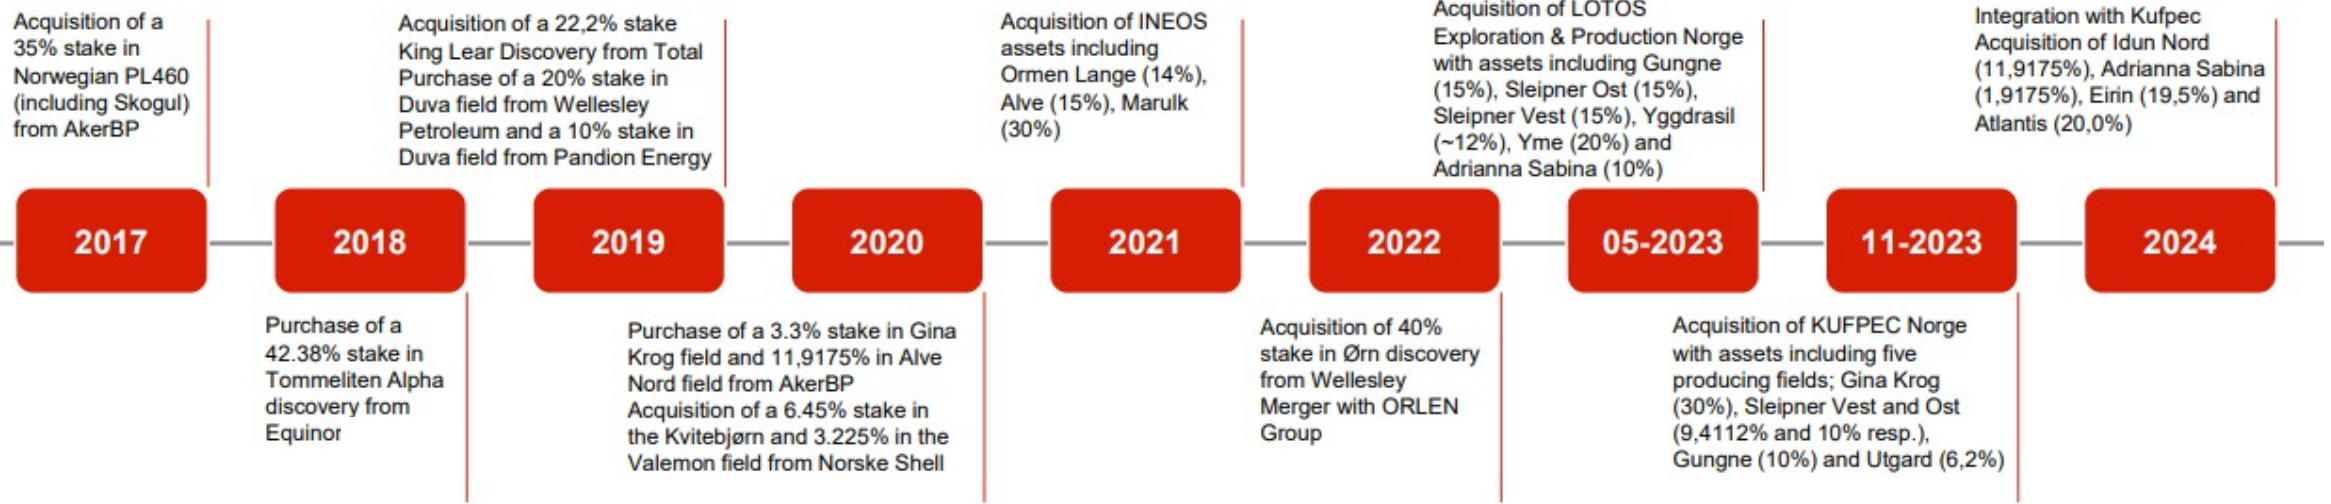 Acquisition of a
35% stake in
Norwegian PL460
(including Skogul)
from AkerBP
Acquisition of a 22,2% stake
King Lear Discovery from Total
Purchase of a 20% stake in
Duva field from Wellesley
Petroleum and a 10% stake in
Duva field from Pandion Energy
Acquisition of INEOS
assets including
Ormen Lange (14%),
Alve (15%), Marulk
(30%)
Acquisition of LOTOS
Exploration & Production Norge
with assets including Gungne
(15%), Sleipner Ost (15%),
Sleipner Vest (15%), Yggdrasil
(~12%), Yme (20%) and
Adrianna Sabina (10%)
Integration with Kufpec
Acquisition of Idun Nord
(11,9175%), Adrianna Sabina
(1,9175%), Eirin (19,5%) and
Atlantis (20,0%)
2017
2018
2019
2020
2021
2022
05-2023
11-2023
2024
Purchase of a
42.38% stake in
Tommeliten Alpha
discovery from
Equinor
Purchase of a 3.3% stake in Gina
Krog field and 11,9175% in Alve
Nord field from AkerBP
Acquisition of a 6.45% stake in
the Kvitebjørn and 3.225% in the
Valemon field from Norske Shell
Acquisition of 40%
stake in Ørn discovery
from Wellesley
Merger with ORLEN
Group
Acquisition of KUFPEC Norge
with assets including five
producing fields; Gina Krog
(30%), Sleipner Vest and Ost
(9,4112% and 10% resp.),
Gungne (10%) and Utgard (6,2%)